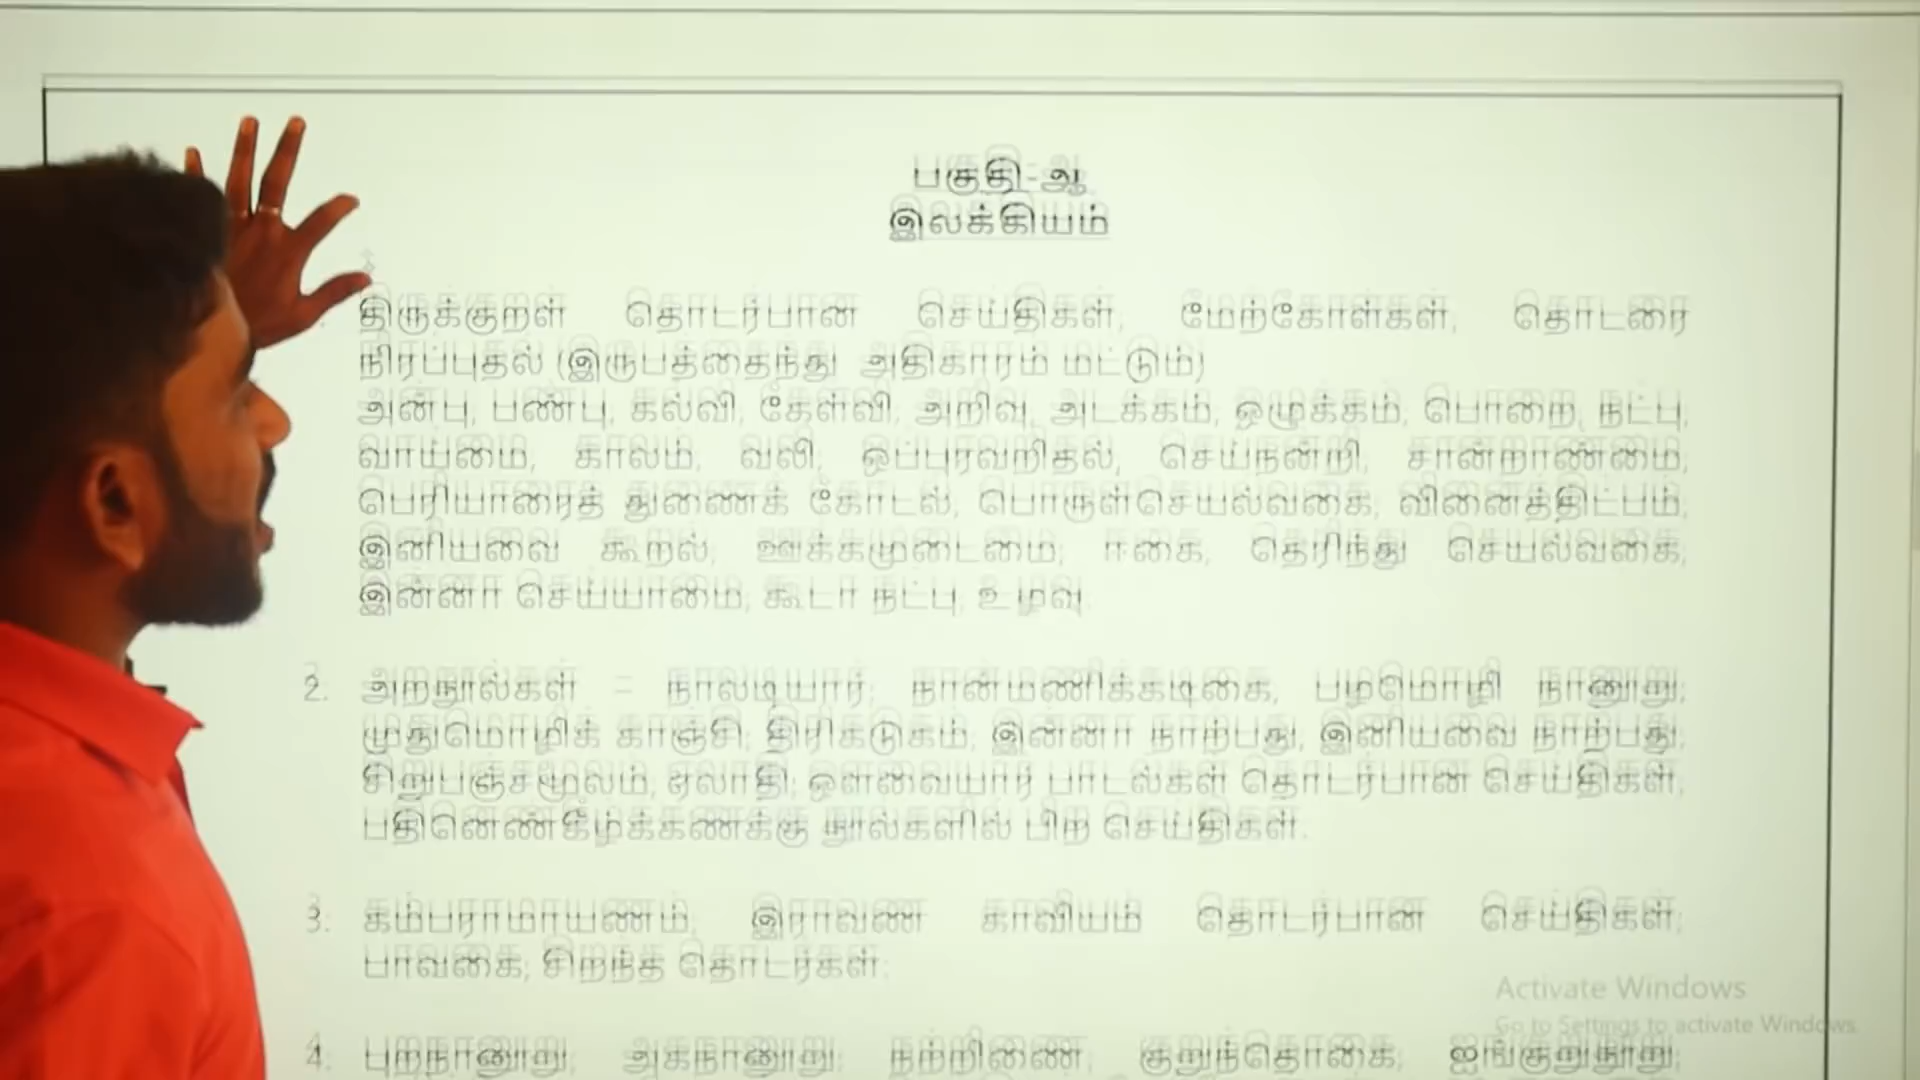 பகுதி-ஆ
இலக்கியம்
திருக்குறள் தொடர்பான செய்திகள், மேற்கோள்கள், தொடரை
நிரப்புதல் (இருபத்தைந்து அதிகாரம் மட்டும்)
அன்பு, பண்பு, கல்வி, கேள்வி, அறிவு, அடக்கம், ஒழுக்கம், பொறை, நட்பு,
வாய்மை, காலம், வலி, ஒப்புரவறிதல், செய்நன்றி, சான்றாண்மை,
பெரியாரைத் துணைக் கோடல், பொருள்செயல்வகை, வினைத்திட்பம்,
இனியவை கூறல், ஊக்கமுடைமை, ஈகை, தெரிந்து செயல்வகை,
இன்னா செய்யாமை, கூடா நட்பு, உழவு
2. அறநூல்கள் – நாலடியார், நான்மணிக்கடிகை, பழமொழி நானூறு,
முதுமொழிக் காஞ்சி, திரிகடுகம், இன்னா நாற்பது, இனியவை நாற்பது,
சிறுபஞ்சமூலம், ஏலாதி, ஔவையார் பாடல்கள் தொடர்பான செய்திகள்,
பதினெண்கீழ்க்கணக்கு நூல்களில் பிற செய்திகள்.
3. கம்பராமாயணம், இராவண காவியம் தொடர்பான செய்திகள்,
பாவகை, சிறந்த தொடர்கள்.
4. புறநானூறு, அகநானூறு, நற்றிணை, குறுந்தொகை, ஐங்குறுநூறு,
Activate Windows
Go to Settings to activate Windows.